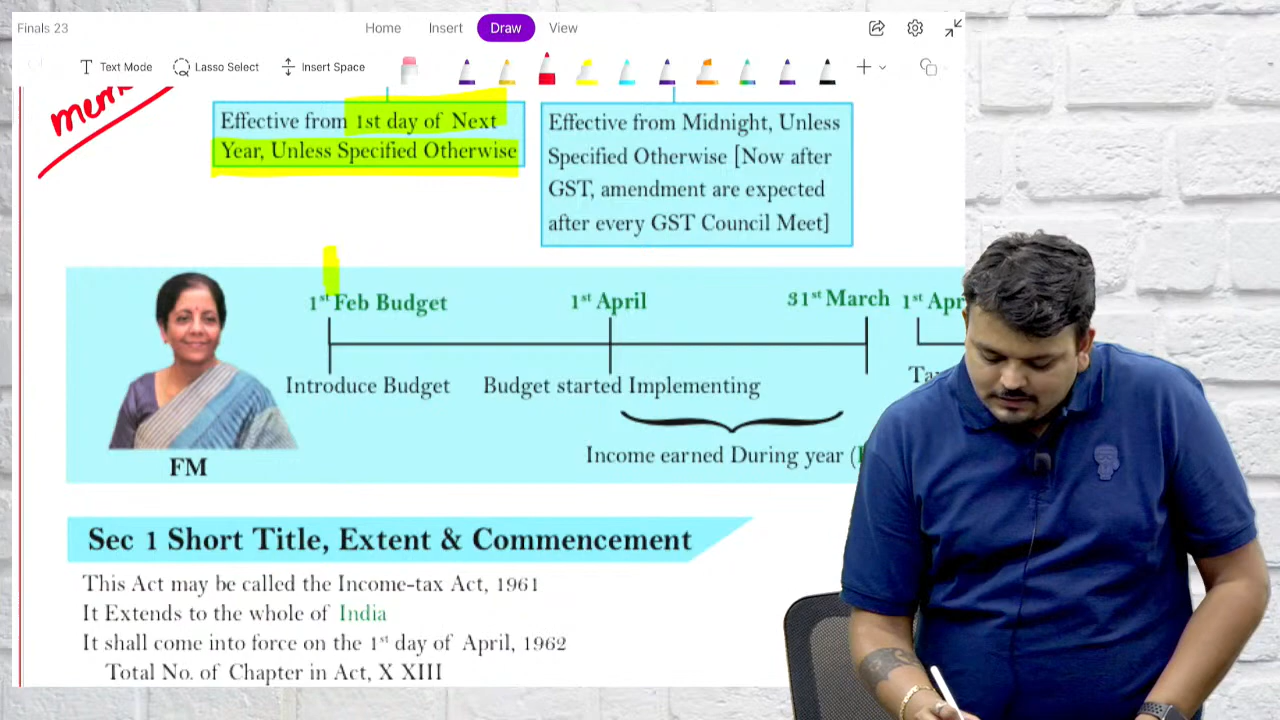 Finals 23
Home Insert Draw View
Text Mode Lasso Select Insert Space
Effective from 1st day of Next
Year, Unless Specified Otherwise
Effective from Midnight, Unless
Specified Otherwise [Now after
GST, amendment are expected
after every GST Council Meet]
1st Feb Budget 1st April 31st March 1st Apr
Introduce Budget Budget started Implementing
Income earned During year (
FM
Sec 1 Short Title, Extent & Commencement
This Act may be called the Income-tax Act, 1961
It Extends to the whole of India
It shall come into force on the 1st day of April, 1962
Total No. of Chapter in Act, X XIII